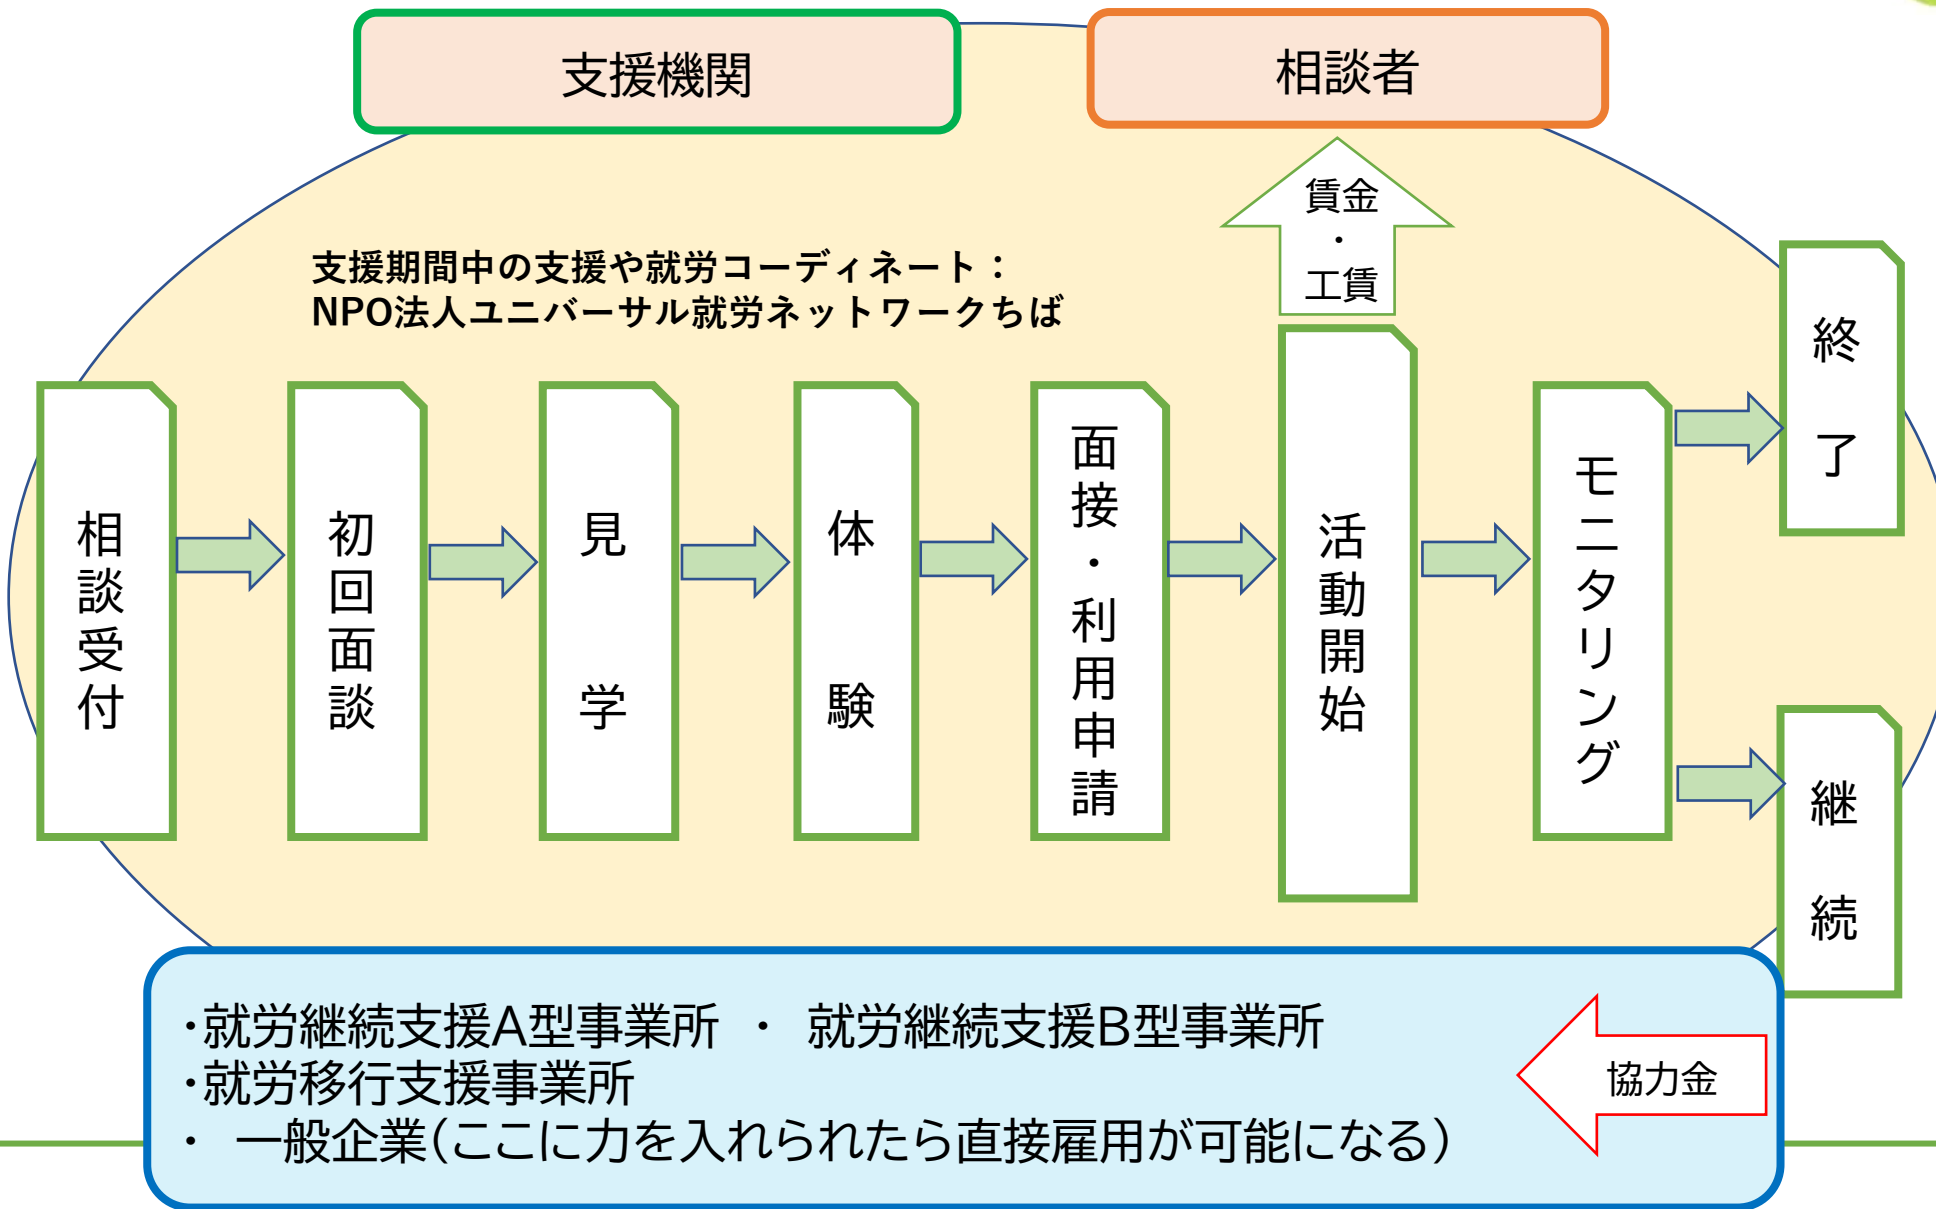 支援機関
相談者
賃金
・
工賃
支援期間中の支援や就労コーディネート：
NPO法人ユニバーサル就労ネットワークちば
相談受付
初回面談
見学
体験
面接・利用申請
活動開始
モニタリング
終了
継続
・就労継続支援A型事業所　・　就労継続支援B型事業所
・就労移行支援事業所
・　一般企業（ここに力を入れられたら直接雇用が可能になる）
協力金